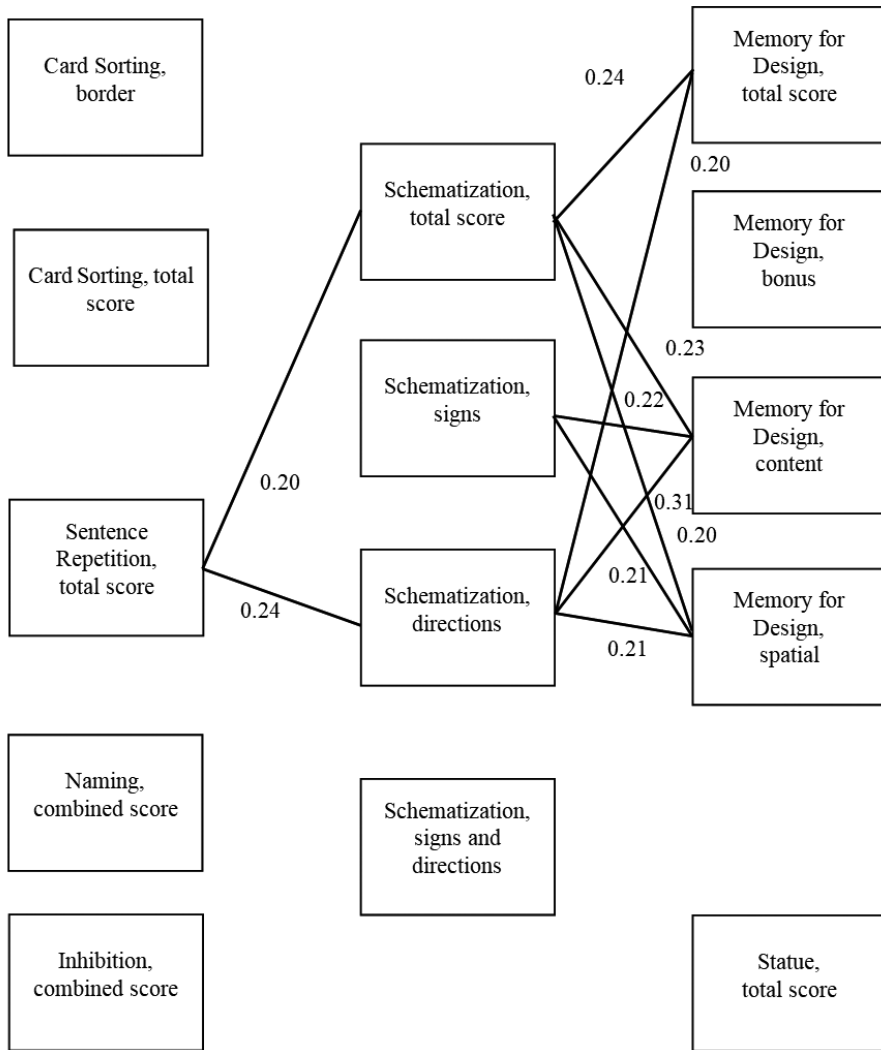 Card Sorting,
border
Card Sorting, total
score
Sentence
Repetition,
total score
Naming,
combined score
Inhibition,
combined score
0.20
0.24
Schematization,
total score
Schematization,
signs
Schematization,
directions
Schematization,
signs and
directions
0.24
0.20
0.23
0.22
0.31
0.20
0.21
0.21
Memory for
Design,
total score
Memory for
Design,
bonus
Memory for
Design,
content
Memory for
Design,
spatial
Statue,
total score